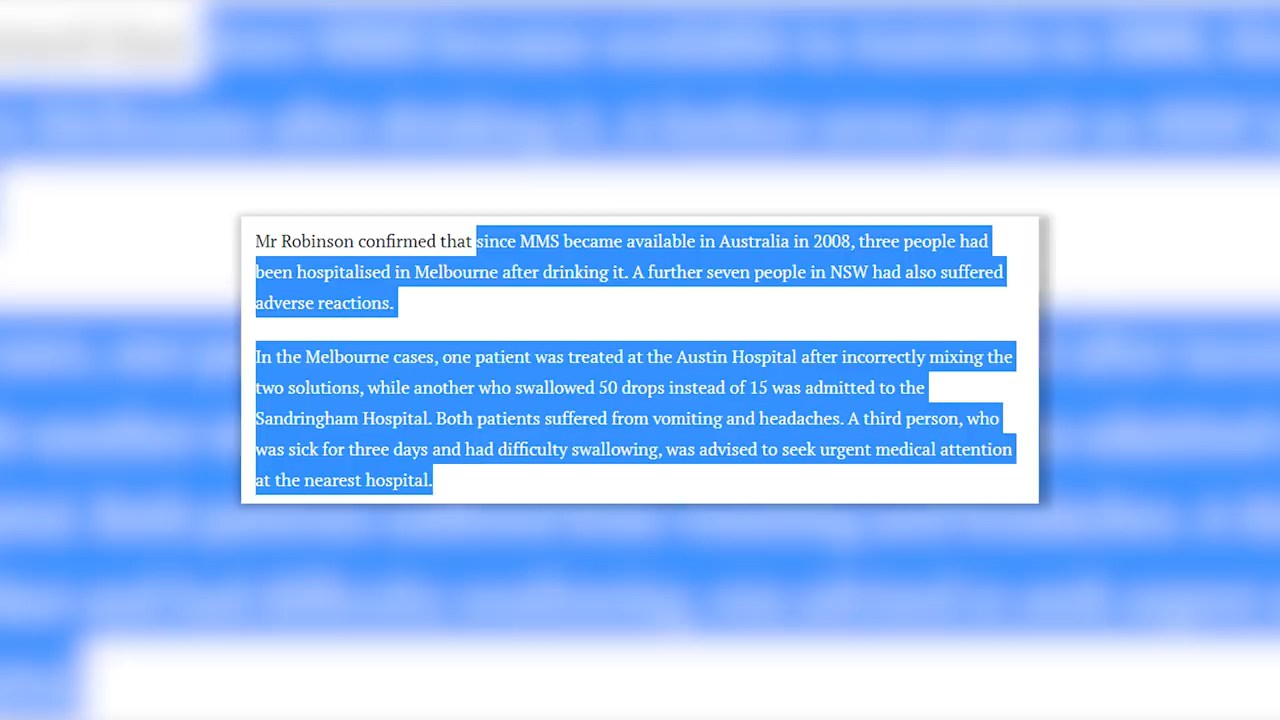 Mr Robinson confirmed that since MMS became available in Australia in 2008, three people had
been hospitalised in Melbourne after drinking it. A further seven people in NSW had also suffered
adverse reactions.
In the Melbourne cases, one patient was treated at the Austin Hospital after incorrectly mixing the
two solutions, while another who swallowed 50 drops instead of 15 was admitted to the
Sandringham Hospital. Both patients suffered from vomiting and headaches. A third person, who
was sick for three days and had difficulty swallowing, was advised to seek urgent medical attention
at the nearest hospital.